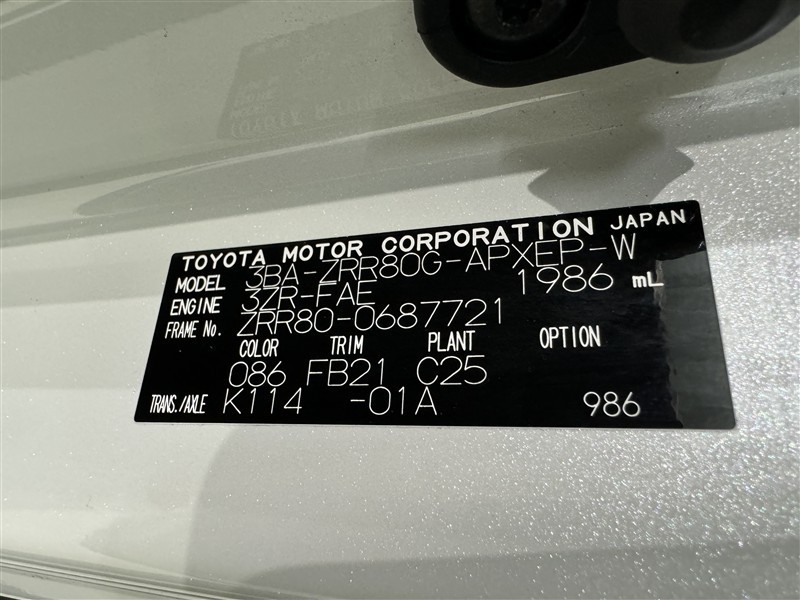 TOYOTA MOTOR CORPORATION JAPAN
MODEL 3BA-ZRR80G-APXEP-W
ENGINE 3ZR-FAE 1986 mL
FRAME No. ZRR80-0687721
COLOR TRIM PLANT OPTION
086 FB21 C25
TRANS./AXLE K114 -01A 986